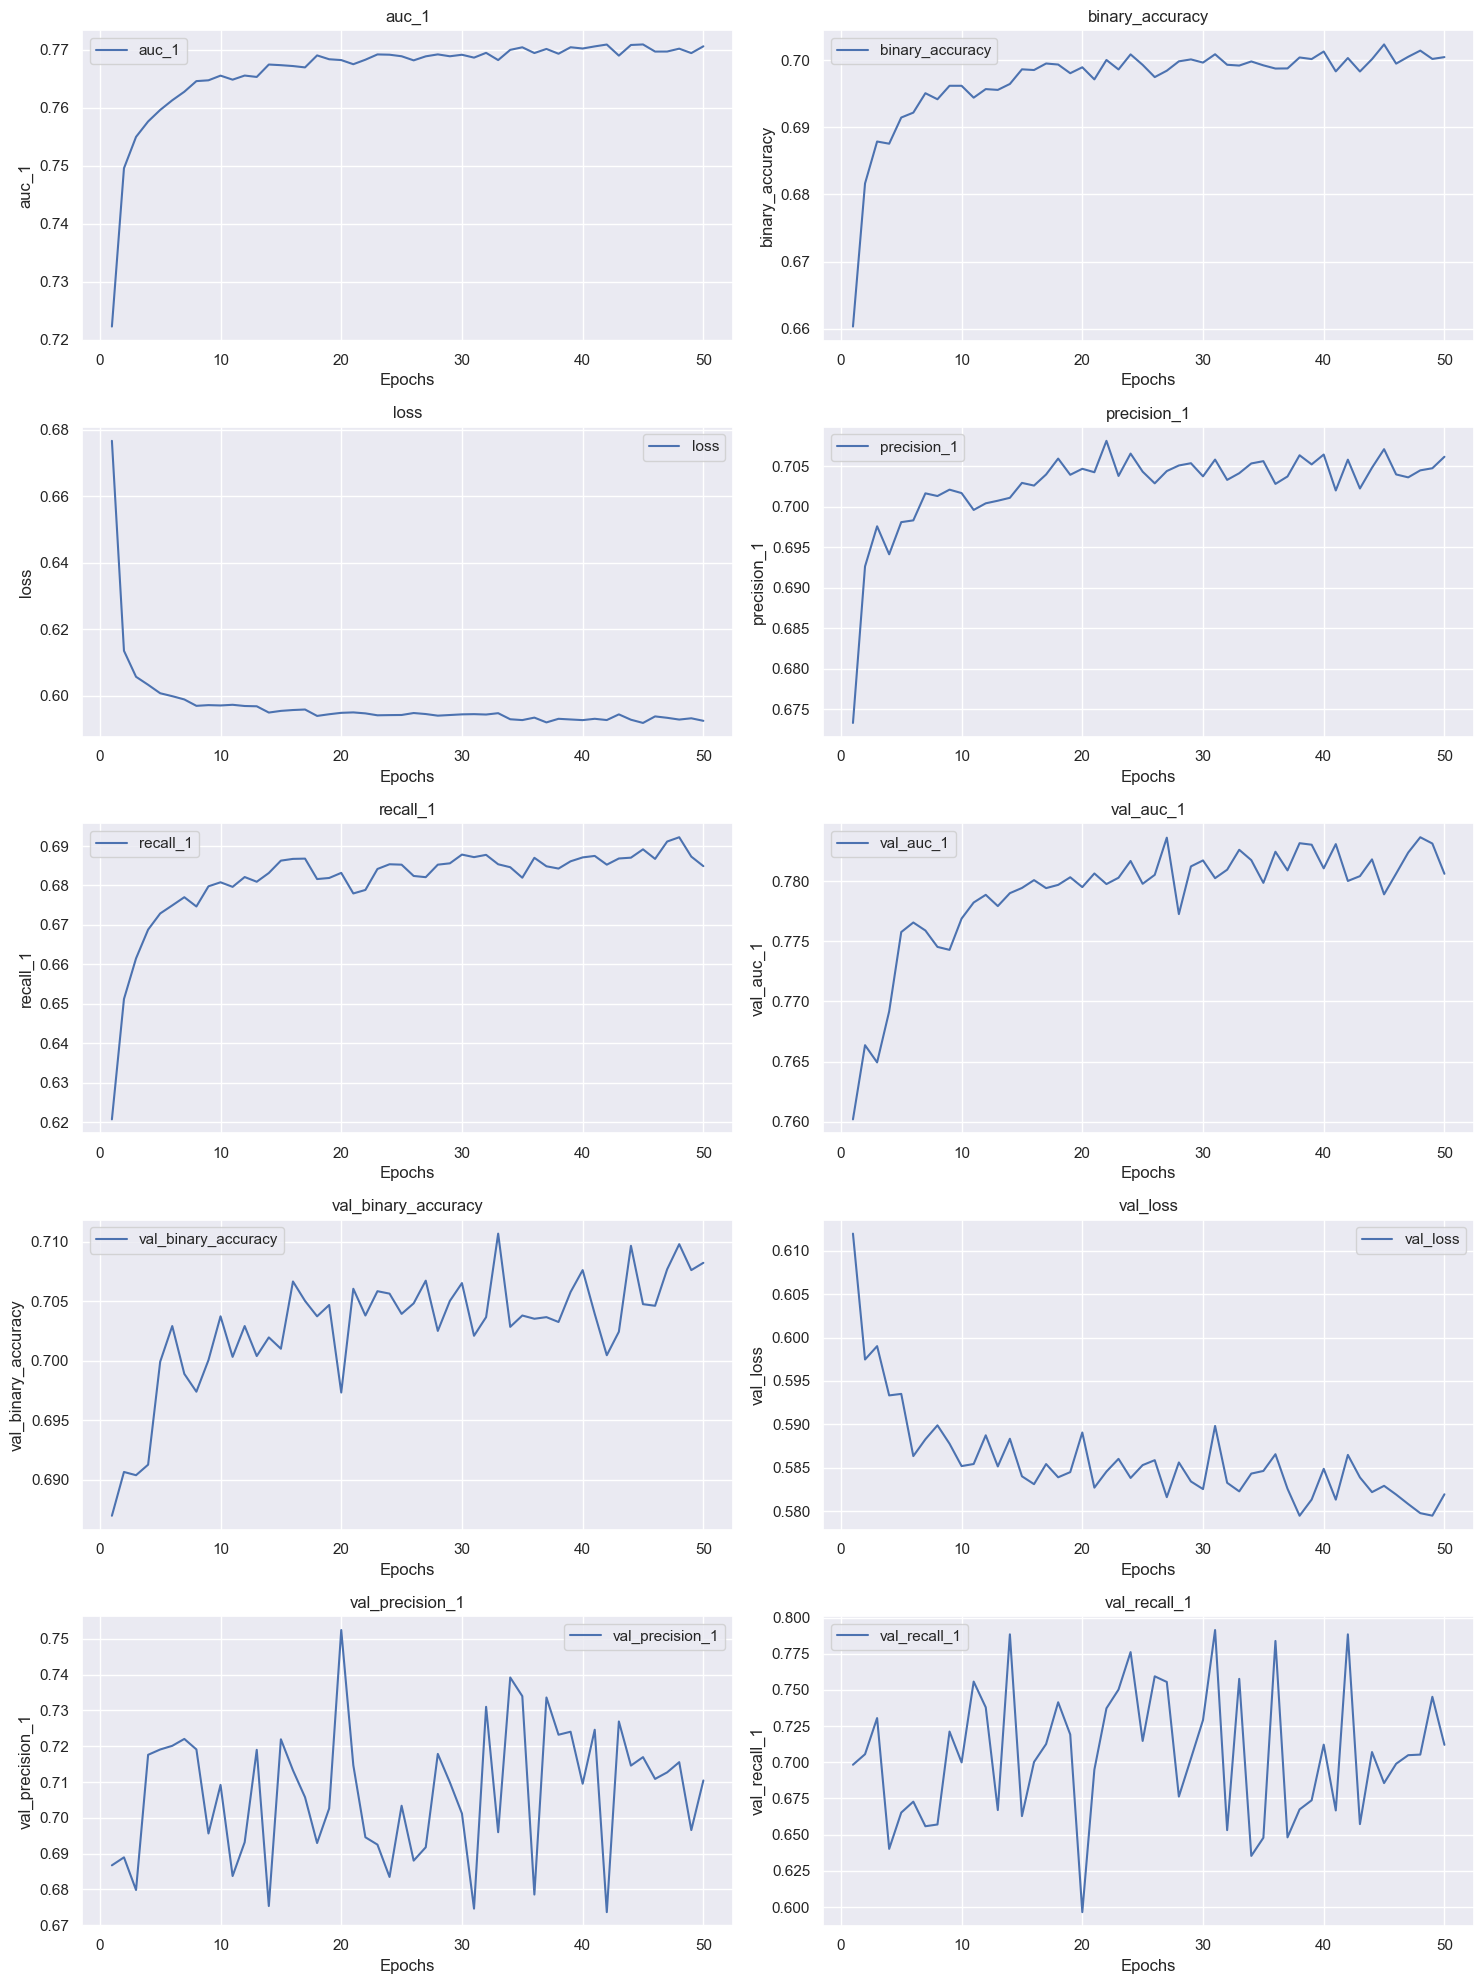 auc_1
auc_1
0.77
0.76
0.75
0.74
0.73
0.72
auc_1
0 10 20 30 40 50
Epochs
binary_accuracy
binary_accuracy
0.70
0.69
0.68
0.67
0.66
binary_accuracy
0 10 20 30 40 50
Epochs
loss
loss
0.68
0.66
0.64
0.62
0.60
loss
0 10 20 30 40 50
Epochs
precision_1
precision_1
0.705
0.700
0.695
0.690
0.685
0.680
0.675
precision_1
0 10 20 30 40 50
Epochs
recall_1
recall_1
0.69
0.68
0.67
0.66
0.65
0.64
0.63
0.62
recall_1
0 10 20 30 40 50
Epochs
val_auc_1
val_auc_1
0.780
0.775
0.770
0.765
0.760
val_auc_1
0 10 20 30 40 50
Epochs
val_binary_accuracy
val_binary_accuracy
0.710
0.705
0.700
0.695
0.690
val_binary_accuracy
0 10 20 30 40 50
Epochs
val_loss
val_loss
0.610
0.605
0.600
0.595
0.590
0.585
0.580
val_loss
0 10 20 30 40 50
Epochs
val_precision_1
val_precision_1
0.75
0.74
0.73
0.72
0.71
0.70
0.69
0.68
0.67
val_precision_1
0 10 20 30 40 50
Epochs
val_recall_1
val_recall_1
0.800
0.775
0.750
0.725
0.700
0.675
0.650
0.625
0.600
val_recall_1
0 10 20 30 40 50
Epochs